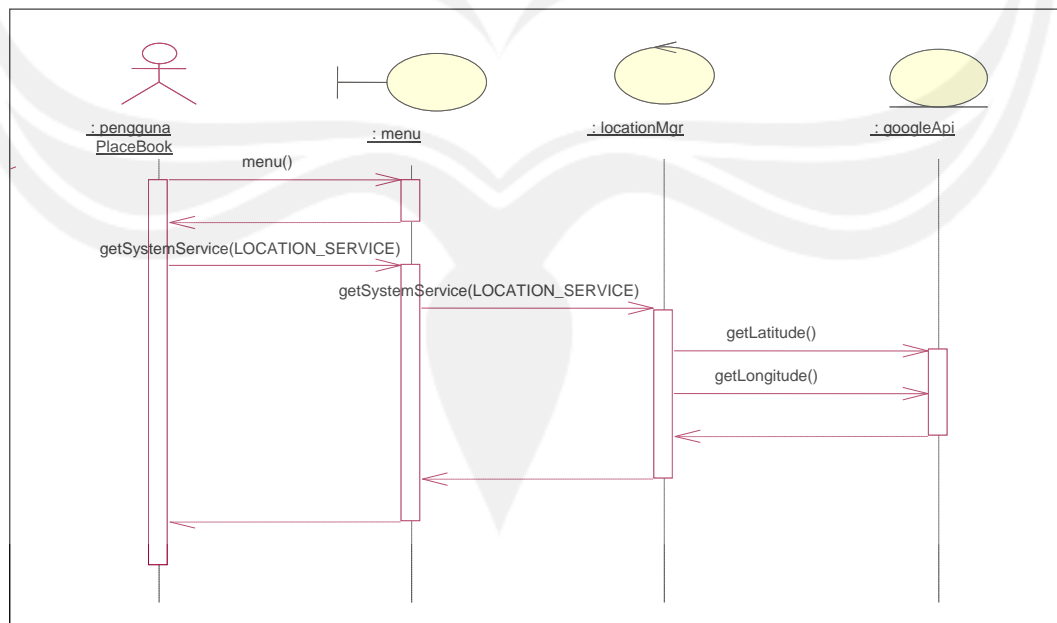 : pengguna
PlaceBook
: menu
: locationMgr
: googleApi
menu()
getSystemService(LOCATION_SERVICE)
getSystemService(LOCATION_SERVICE)
getLatitude()
getLongitude()